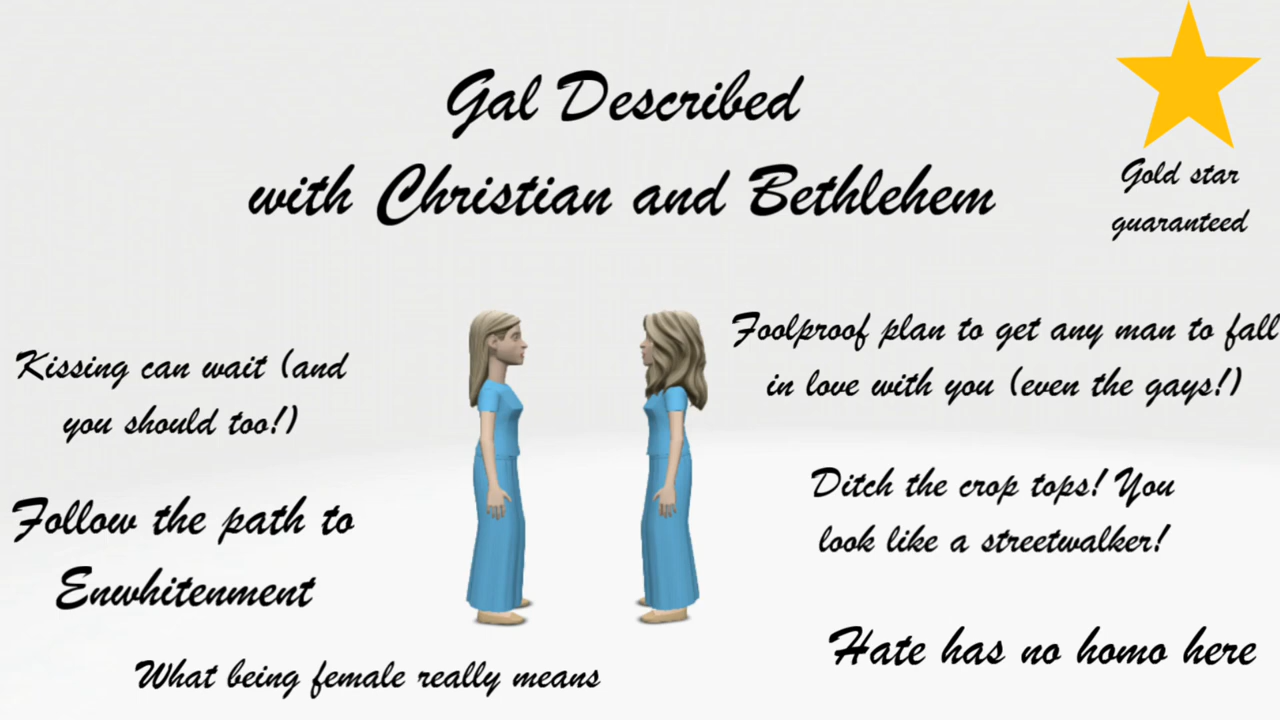 Gal Described
with Christian and Bethlehem
Gold star
guaranteed
Kissing can wait (and
you should too!)
Follow the path to
Enwhitenment
What being female really means
Foolproof plan to get any man to fall
in love with you (even the gays!)
Ditch the crop tops! You
look like a streetwalker!
Hate has no homo here